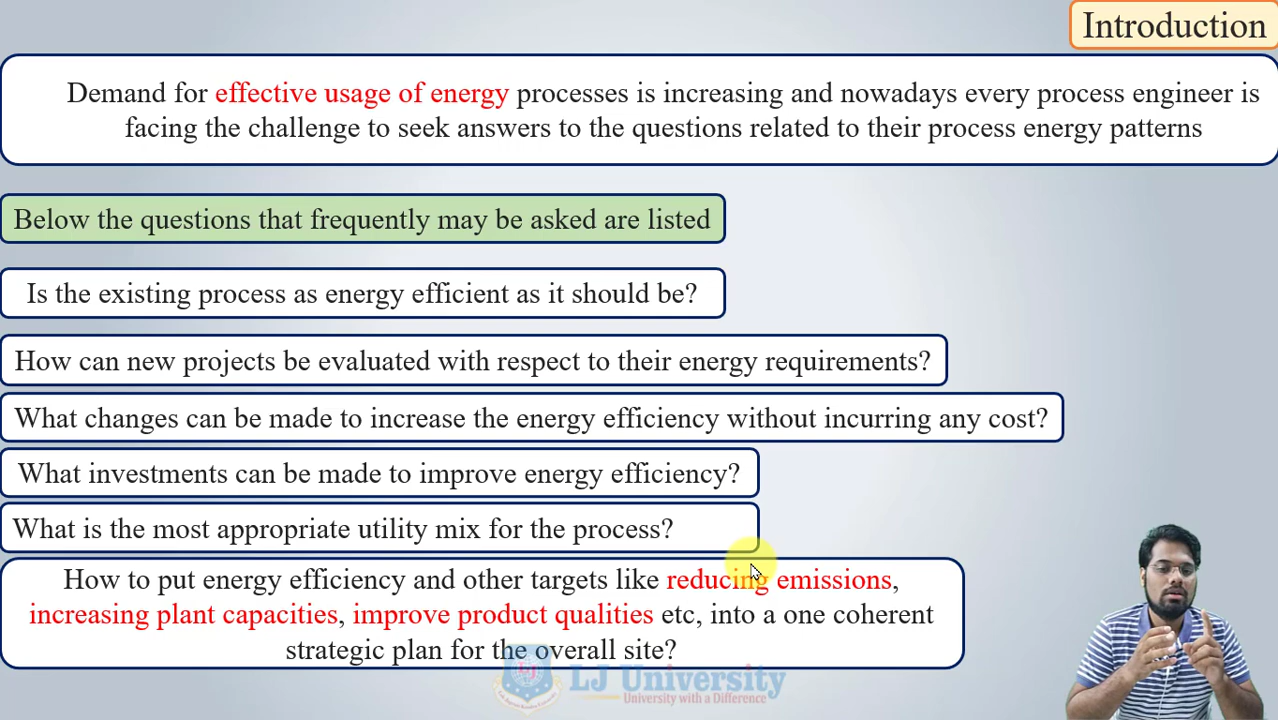 Introduction
Demand for effective usage of energy processes is increasing and nowadays every process engineer is
facing the challenge to seek answers to the questions related to their process energy patterns
Below the questions that frequently may be asked are listed
Is the existing process as energy efficient as it should be?
How can new projects be evaluated with respect to their energy requirements?
What changes can be made to increase the energy efficiency without incurring any cost?
What investments can be made to improve energy efficiency?
What is the most appropriate utility mix for the process?
How to put energy efficiency and other targets like reducing emissions,
increasing plant capacities, improve product qualities etc, into a one coherent
strategic plan for the overall site?
LJ University
University with a Difference